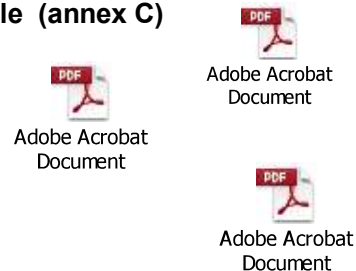 le (annex C)
PDF
Adobe Acrobat
Document
PDF
Adobe Acrobat
Document
PDF
Adobe Acrobat
Document